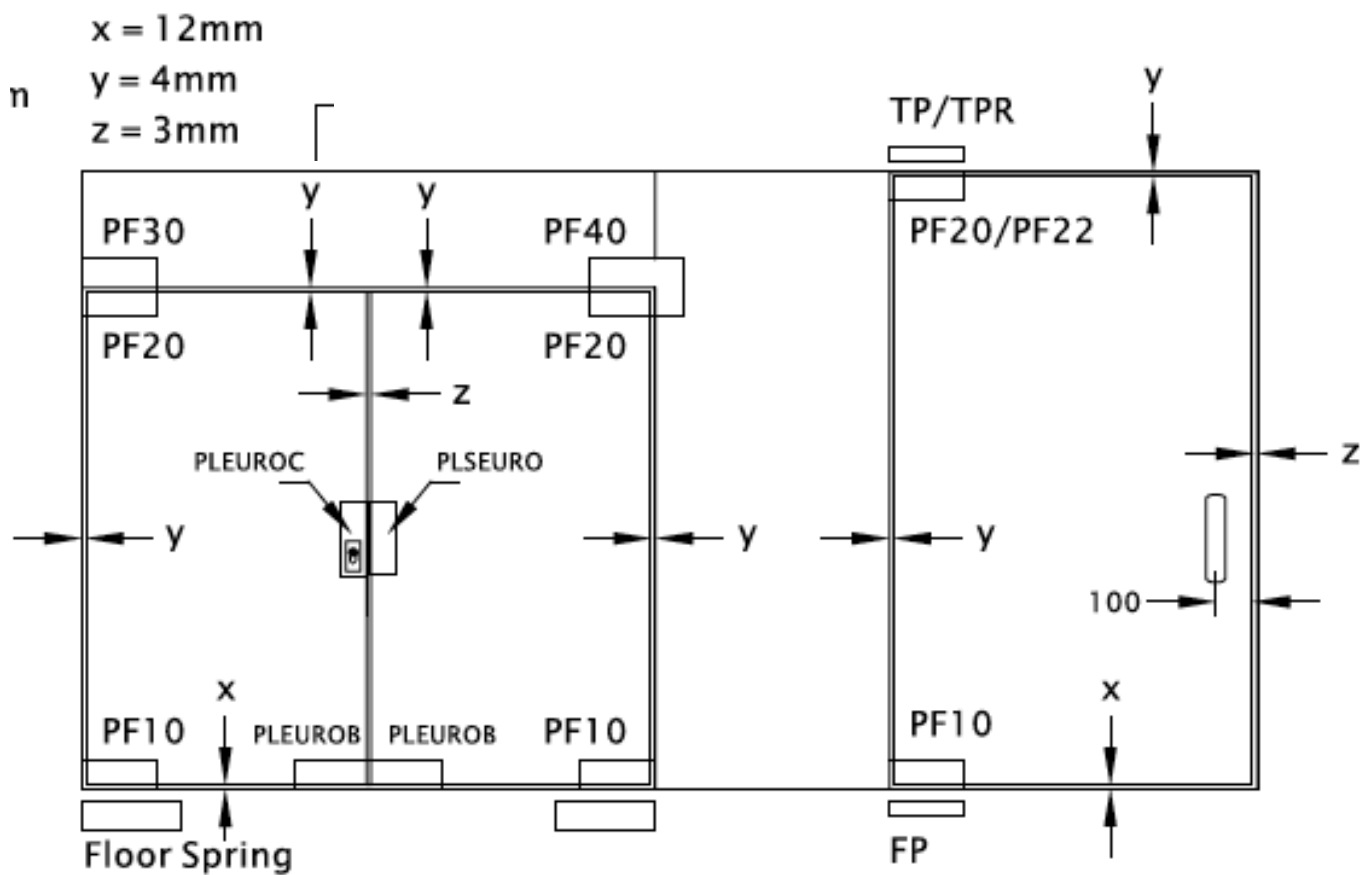 x = 12mm
m
y = 4mm
z = 3mm
y
TP/TPR
y y
PF30 PF40 PF20/PF22
PF20 PF20
z
PLEUROC PLSEURO
z
y y y
100
x x
PF10 PLEUROB PLEUROB PF10 PF10
Floor Spring FP